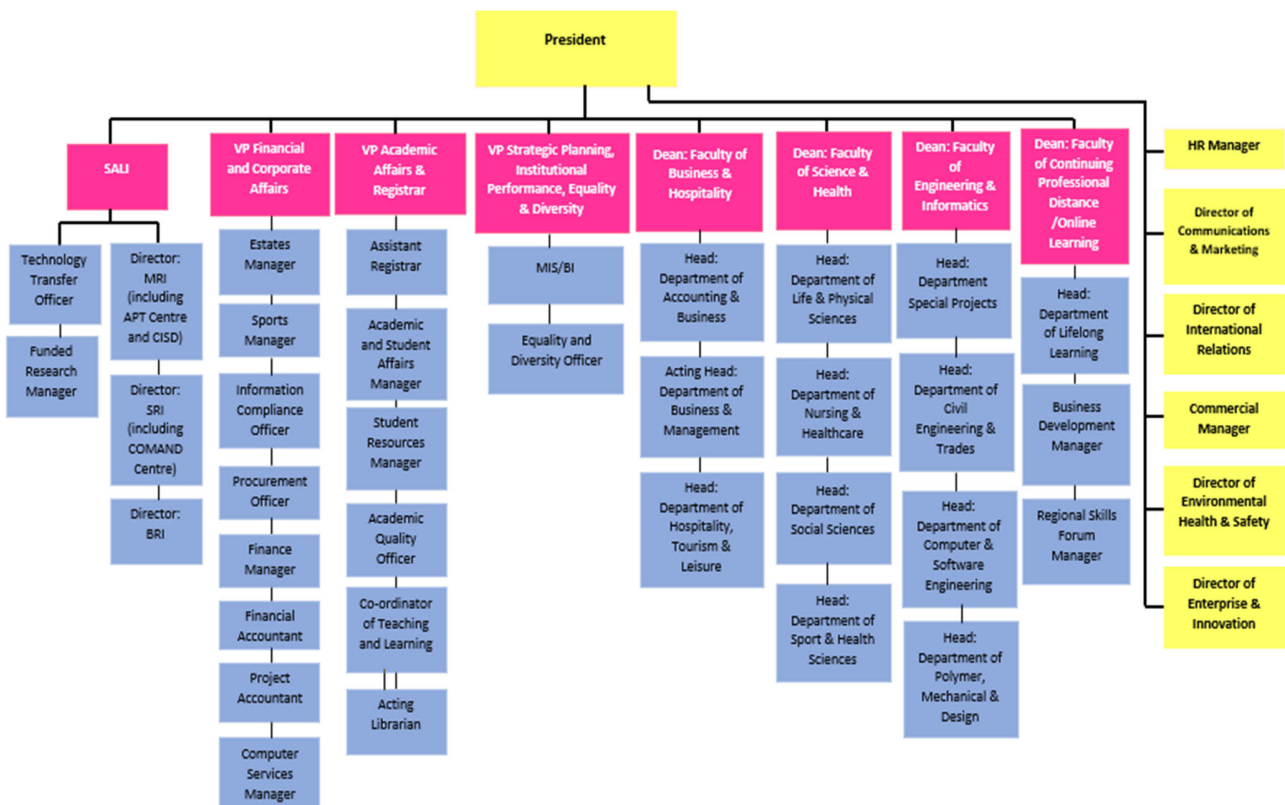 President
SALI
Technology
Transfer
Officer
Funded
Research
Manager
Director:
MRI
(including
APT Centre
and CISD)
Director:
SRI
(including
COMAND
Centre)
Director:
BRI
VP Financial
and Corporate
Affairs
Estates
Manager
Sports
Manager
Information
Compliance
Officer
Procurement
Officer
Finance
Manager
Financial
Accountant
Project
Accountant
Computer
Services
Manager
VP Academic
Affairs &
Registrar
Assistant
Registrar
Academic
and Student
Affairs
Manager
Student
Resources
Manager
Academic
Quality
Officer
Co-ordinator
of Teaching
and Learning
Acting
Librarian
VP Strategic Planning,
Institutional
Performance, Equality
& Diversity
MIS/BI
Equality and
Diversity Officer
Dean: Faculty of
Business &
Hospitality
Head:
Department of
Accounting &
Business
Acting Head:
Department of
Business &
Management
Head:
Department of
Hospitality,
Tourism &
Leisure
Dean: Faculty
of Science &
Health
Head:
Department of
Life & Physical
Sciences
Head:
Department of
Nursing &
Healthcare
Head:
Department of
Social Sciences
Head:
Department of
Sport & Health
Sciences
Dean: Faculty
of
Engineering &
Informatics
Head:
Department
Special Projects
Head:
Department of
Civil
Engineering &
Trades
Head:
Department of
Computer &
Software
Engineering
Head:
Department of
Polymer,
Mechanical &
Design
Dean: Faculty
of Continuing
Professional
Distance
/Online
Learning
Head:
Department
of Lifelong
Learning
Business
Development
Manager
Regional Skills
Forum
Manager
HR Manager
Director of
Communications
& Marketing
Director of
International
Relations
Commercial
Manager
Director of
Environmental
Health & Safety
Director of
Enterprise &
Innovation